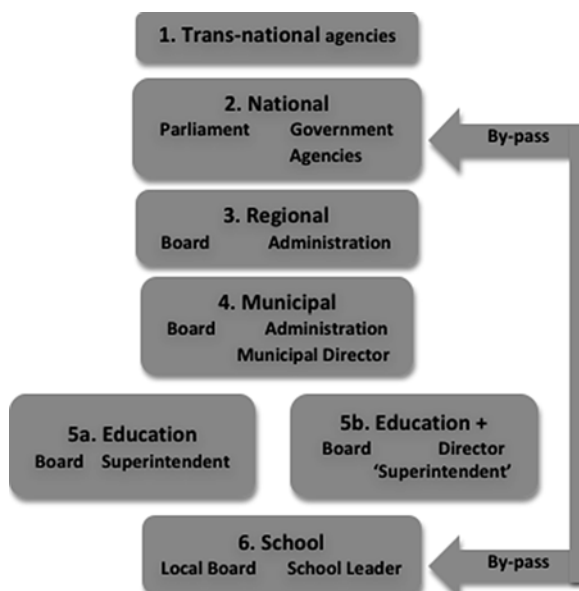 1. Trans-national agencies
2. National
Parliament Government
Agencies
By-pass
3. Regional
Board Administration
4. Municipal
Board Administration
Municipal Director
5a. Education
Board Superintendent
5b. Education +
Board Director
‘Superintendent’
6. School
Local Board School Leader
By-pass